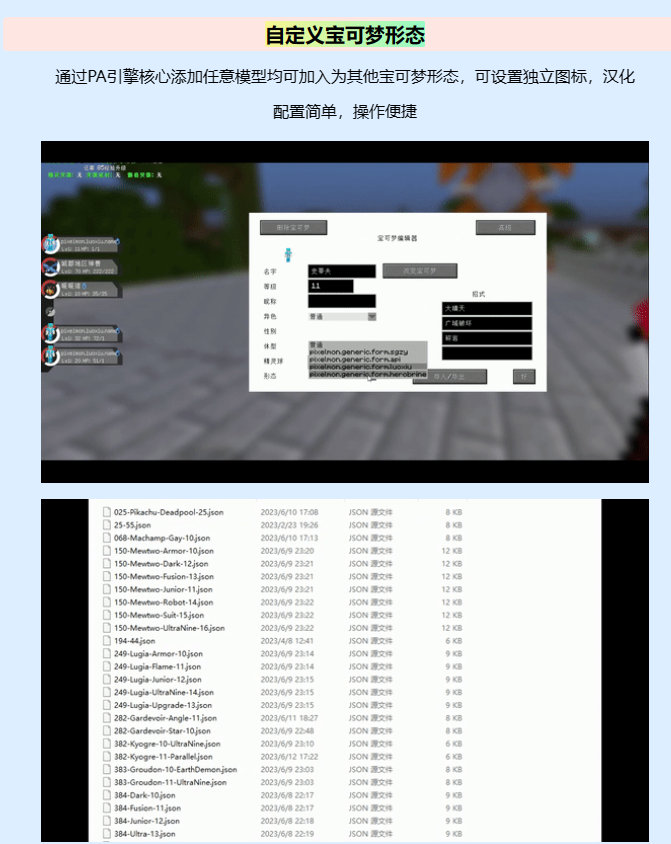 自定义宝可梦形态
通过PA引擎核心添加任意模型均可加入为其他宝可梦形态，可设置独立图标，汉化
配置简单，操作便捷
删除宝可梦
高级
宝可梦编辑器
名字
史蒂夫
改变宝可梦
等级
11
昵称
招式
异色
普通
大晴天
性别
广域破坏
体型
普通
pixelmon.generic.form.sgzy
精灵球
pixelmon.generic.form.api
pixelmon.generic.form.luoxiu
形态
pixelmon.generic.form.herobrine
导入/导出
好
025-Pikachu-Deadpool-25.json 2023/6/10 17:08 JSON 源文件 8 KB
25-55.json 2023/2/23 19:26 JSON 源文件 8 KB
068-Machamp-Gay-10.json 2023/6/10 17:13 JSON 源文件 8 KB
150-Mewtwo-Armor-10.json 2023/6/9 23:20 JSON 源文件 12 KB
150-Mewtwo-Dark-12.json 2023/6/9 23:21 JSON 源文件 12 KB
150-Mewtwo-Fusion-13.json 2023/6/9 23:21 JSON 源文件 12 KB
150-Mewtwo-Junior-11.json 2023/6/9 23:21 JSON 源文件 12 KB
150-Mewtwo-Robot-14.json 2023/6/9 23:22 JSON 源文件 12 KB
150-Mewtwo-Suit-15.json 2023/6/9 23:22 JSON 源文件 12 KB
150-Mewtwo-UltraNine-16.json 2023/6/9 23:22 JSON 源文件 12 KB
194-44.json 2023/4/8 12:41 JSON 源文件 6 KB
249-Lugia-Armor-10.json 2023/6/9 23:14 JSON 源文件 9 KB
249-Lugia-Flame-11.json 2023/6/9 23:14 JSON 源文件 9 KB
249-Lugia-Junior-12.json 2023/6/9 23:15 JSON 源文件 9 KB
249-Lugia-UltraNine-14.json 2023/6/9 23:15 JSON 源文件 9 KB
249-Lugia-Upgrade-13.json 2023/6/9 23:15 JSON 源文件 9 KB
282-Gardevoir-Angle-11.json 2023/6/11 18:27 JSON 源文件 8 KB
282-Gardevoir-Star-10.json 2023/6/9 22:48 JSON 源文件 8 KB
382-Kyogre-10-UltraNine.json 2023/6/9 23:10 JSON 源文件 6 KB
382-Kyogre-11-Parallel.json 2023/6/12 17:22 JSON 源文件 6 KB
383-Groudon-10-EarthDemon.json 2023/6/9 23:03 JSON 源文件 8 KB
383-Groudon-11-UltraNine.json 2023/6/9 23:03 JSON 源文件 8 KB
384-Dark-10.json 2023/6/8 22:17 JSON 源文件 9 KB
384-Fusion-11.json 2023/6/8 22:17 JSON 源文件 9 KB
384-Junior-12.json 2023/6/8 22:18 JSON 源文件 9 KB
384-Ultra-13.json 2023/6/8 22:19 JSON 源文件 9 KB